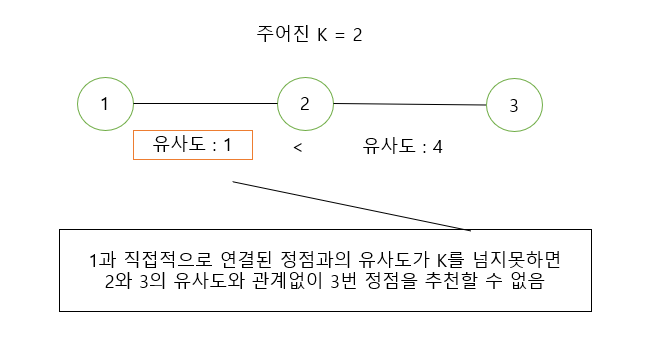 주어진 K = 2
1
2
3
유사도 : 1
<
유사도 : 4
1과 직접적으로 연결된 정점과의 유사도가 K를 넘지못하면
2와 3의 유사도와 관계없이 3번 정점을 추천할 수 없음